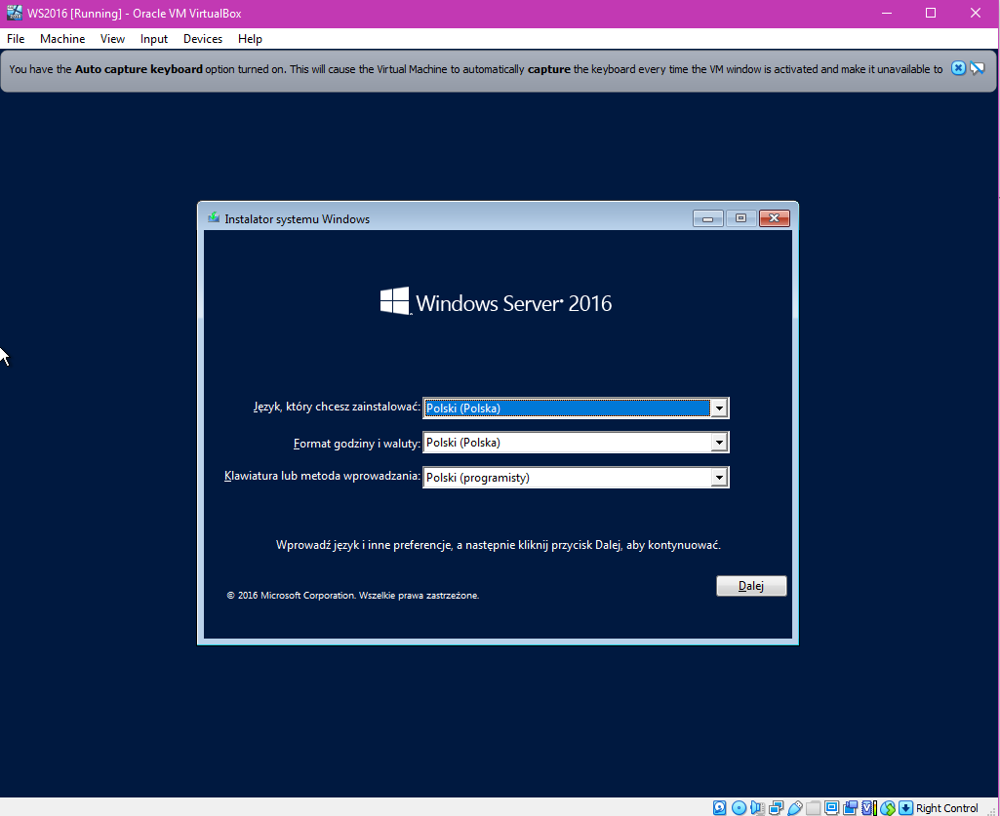 WS2016 [Running] - Oracle VM VirtualBox
File Machine View Input Devices Help
You have the Auto capture keyboard option turned on. This will cause the Virtual Machine to automatically capture the keyboard every time the VM window is activated and make it unavailable to
Instalator systemu Windows
Windows Server® 2016
Język, który chcesz zainstalować: Polski (Polska)
Format godziny i waluty: Polski (Polska)
Klawiatura lub metoda wprowadzania: Polski (programisty)
Wprowadź język i inne preferencje, a następnie kliknij przycisk Dalej, aby kontynuować.
Dalej
© 2016 Microsoft Corporation. Wszelkie prawa zastrzeżone.
Right Control